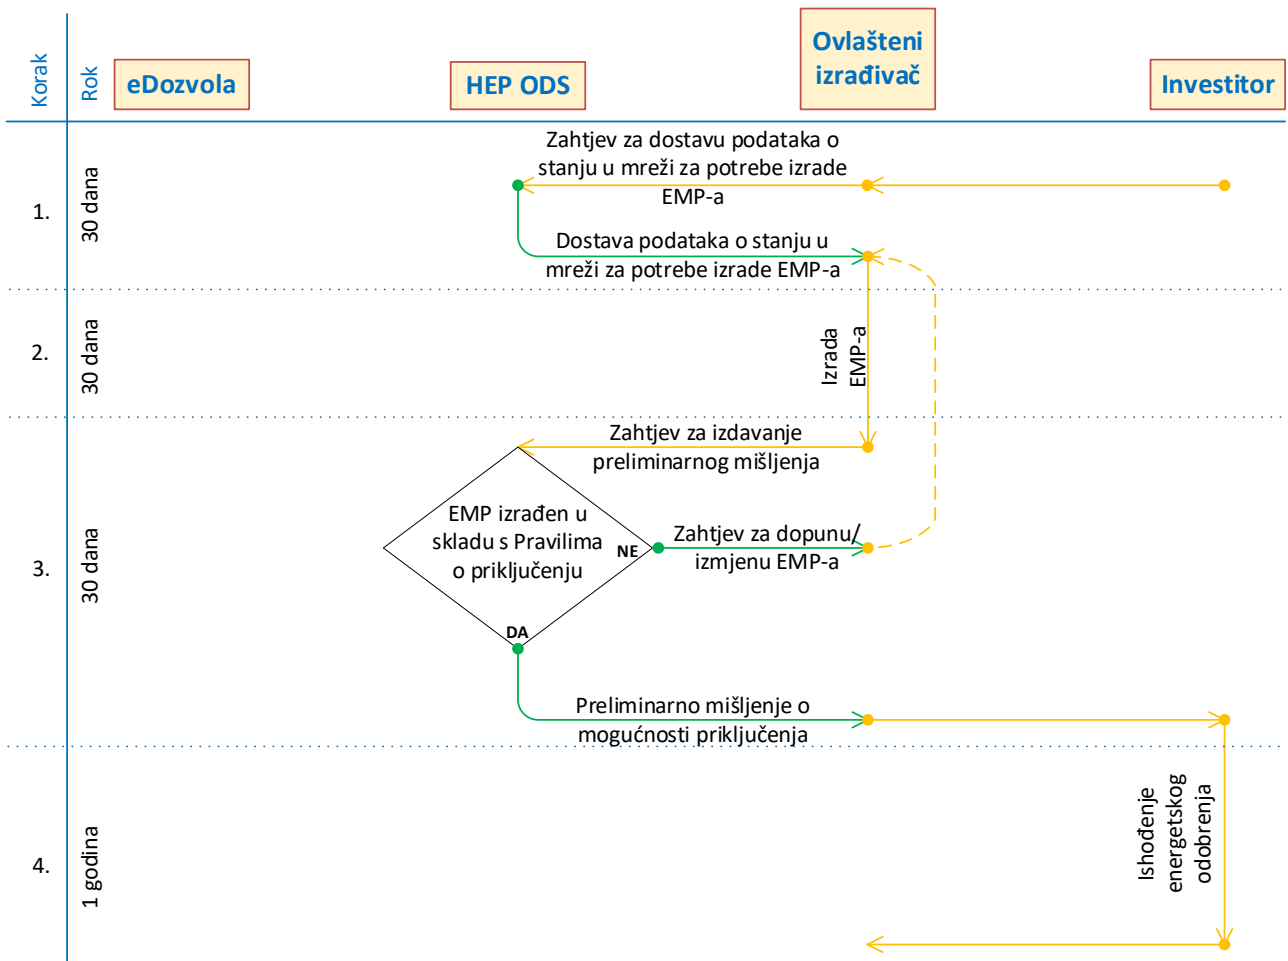 Korak
Rok
eDozvola
HEP ODS
Ovlašteni
izrađivač
Investitor
1.
30 dana
Zahtjev za dostavu podataka o
stanju u mreži za potrebe izrade
EMP-a
Dostava podataka o stanju u
mreži za potrebe izrade EMP-a
2.
30 dana
Izrada
EMP-a
3.
30 dana
Zahtjev za izdavanje
preliminarnog mišljenja
EMP izrađen u
skladu s Pravilima
o priključenju
NE
Zahtjev za dopunu/
izmjenu EMP-a
DA
Preliminarno mišljenje o
mogućnosti priključenja
4.
1 godina
Ishođenje
energetskog
odobrenja